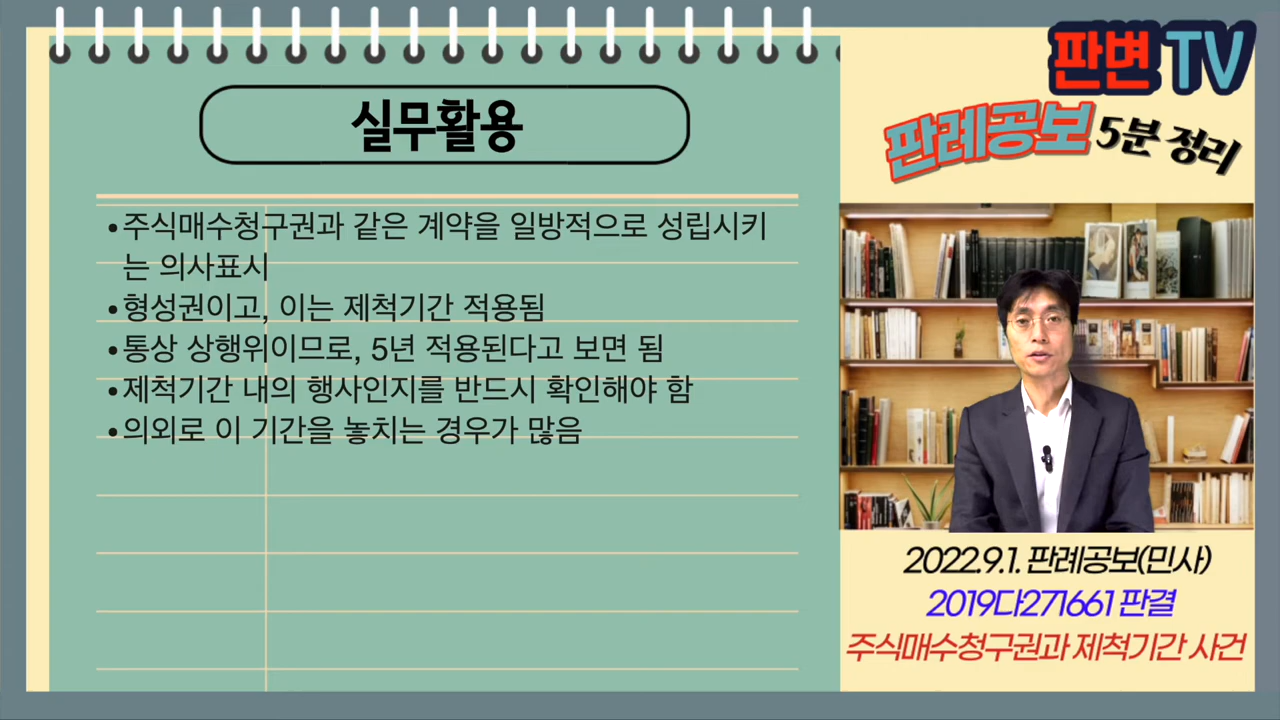 실무활용
•주식매수청구권과 같은 계약을 일방적으로 성립시키
는 의사표시
•형성권이고, 이는 제척기간 적용됨
•통상 상행위이므로, 5년 적용된다고 보면 됨
•제척기간 내의 행사인지를 반드시 확인해야 함
•의외로 이 기간을 놓치는 경우가 많음
판변 TV
판례공보 5분 정리
2022.9.1. 판례공보(민사)
2019다271661 판결
주식매수청구권과 제척기간 사건